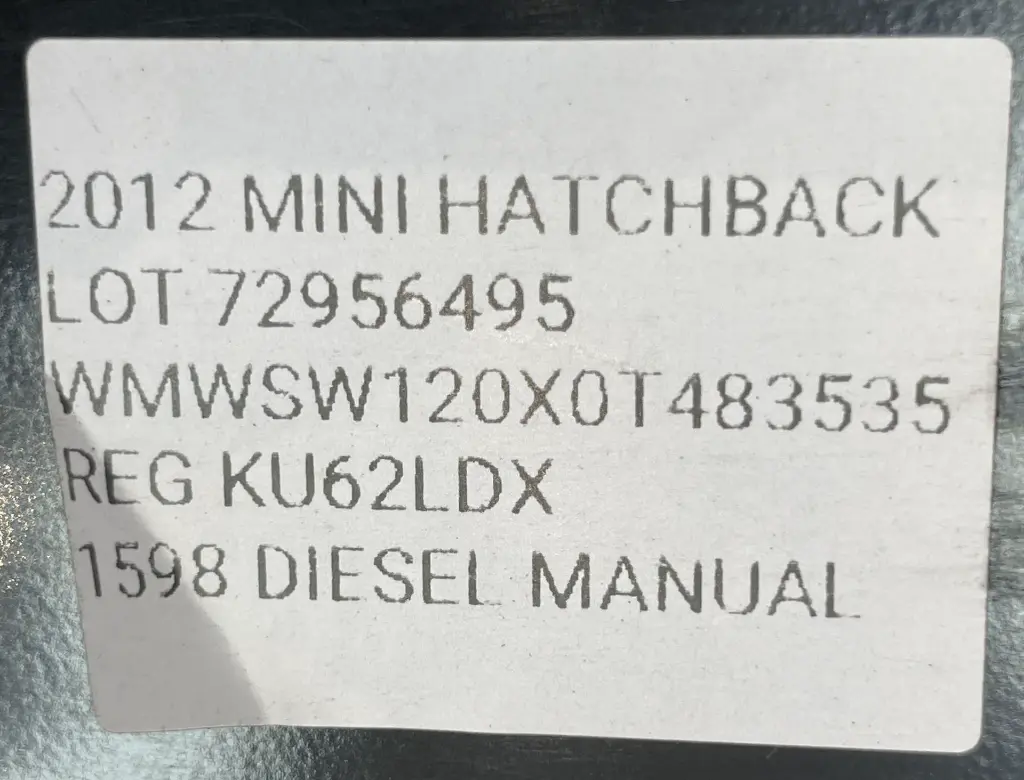 2012 MINI HATCHBACK
LOT 72956495
WMWSW120X0T483535
REG KU62LDX
1598 DIESEL MANUAL